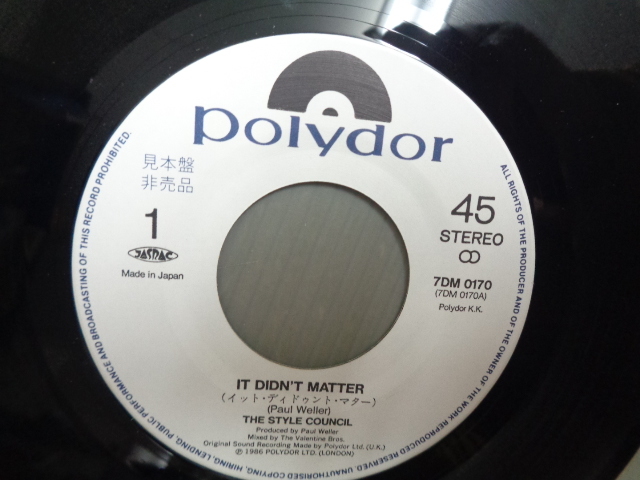 polydor
見本盤
非売品
1
JASRAC
Made in Japan
45
STEREO
7DM 0170
(7DM 0170A)
Polydor K.K.
IT DIDN'T MATTER
(イット・ディドゥント・マター)
(Paul Weller)
THE STYLE COUNCIL
Produced by Paul Weller
Mixed by The Valentine Bros.
Original Sound Recording Made by Polydor Ltd. (U.K.)
℗ 1986 POLYDOR LTD. (LONDON)
ALL RIGHTS OF THE PRODUCER AND OF THE OWNER OF THE WORK REPRODUCED RESERVED. UNAUTHORISED COPYING, HIRING, LENDING, PUBLIC PERFORMANCE AND BROADCASTING OF THIS RECORD PROHIBITED.